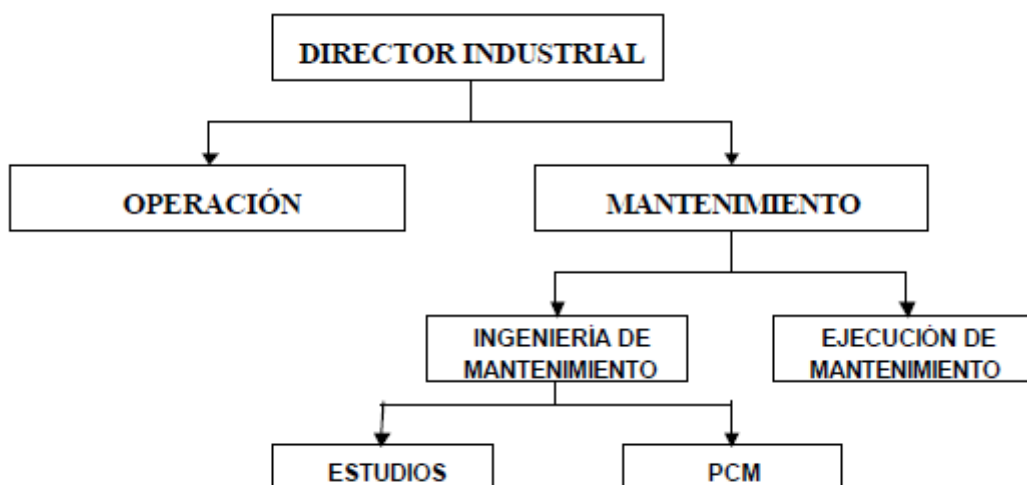 DIRECTOR INDUSTRIAL
OPERACIÓN
MANTENIMIENTO
INGENIERÍA DE
MANTENIMIENTO
EJECUCIÓN DE
MANTENIMIENTO
ESTUDIOS
PCM